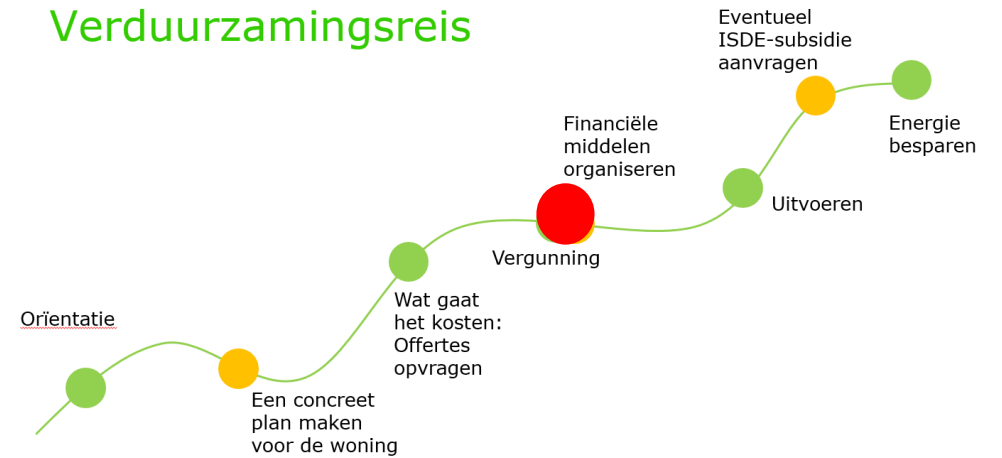 Verduurzamingsreis
Orïentatie
Een concreet
plan maken
voor de woning
Wat gaat
het kosten:
Offertes
opvragen
Financiële
middelen
organiseren
Vergunning
Uitvoeren
Eventueel
ISDE-subsidie
aanvragen
Energie
besparen